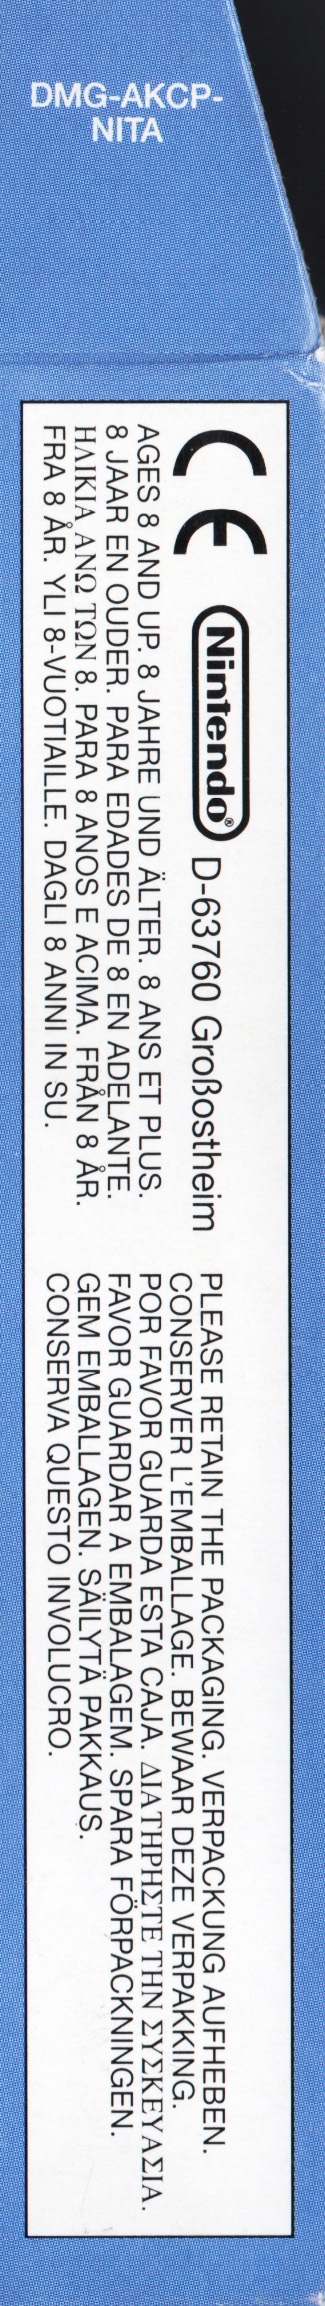 DMG-AKCP-
NITA
CE Nintendo® D-63760 Großostheim
AGES 8 AND UP. 8 JAHRE UND ÄLTER. 8 ANS ET PLUS.
8 JAAR EN OUDER. PARA EDADES DE 8 EN ADELANTE.
ΗΛΙΚΙΑ ΑΝΩ ΤΩΝ 8. PARA 8 ANOS E ACIMA. FRÅN 8 ÅR.
FRA 8 ÅR. YLI 8-VUOTIAILLE. DAGLI 8 ANNI IN SU.
PLEASE RETAIN THE PACKAGING. VERPACKUNG AUFHEBEN.
CONSERVER L'EMBALLAGE. BEWAAR DEZE VERPAKKING.
POR FAVOR GUARDA ESTA CAJA. ΔΙΑΤΗΡΗΣΤΕ ΤΗΝ ΣΥΣΚΕΥΑΣΙΑ.
FAVOR GUARDAR A EMBALAGEM. SPARA FÖRPACKNINGEN.
GEM EMBALLAGEN. SÄILYTÄ PAKKAUS.
CONSERVA QUESTO INVOLUCRO.